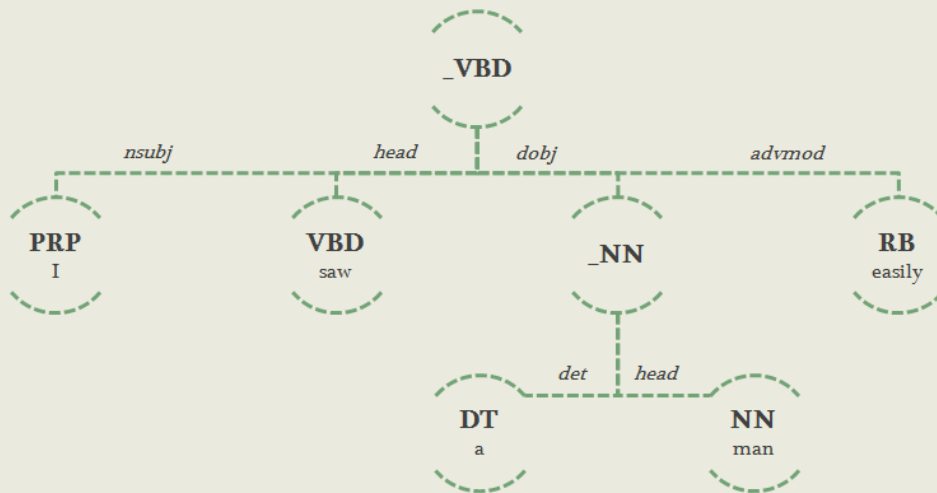 _VBD
nsubj head dobj advmod
PRP VBD _NN RB
I saw easily
det head
DT NN
a man